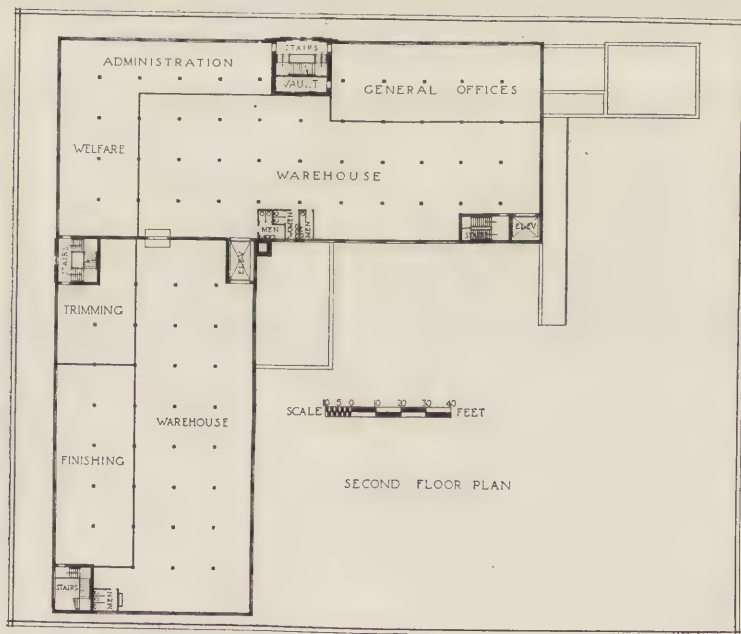 STAIRS
ADMINISTRATION
VAULT
GENERAL OFFICES
WELFARE
WAREHOUSE
MEN
WOMEN
MEN
STAIRS
ELEV
STAIRS
ELEV
TRIMMING
WAREHOUSE
FINISHING
10 5 0 10 20 30 40
SCALE FEET
SECOND FLOOR PLAN
STAIRS
MEN